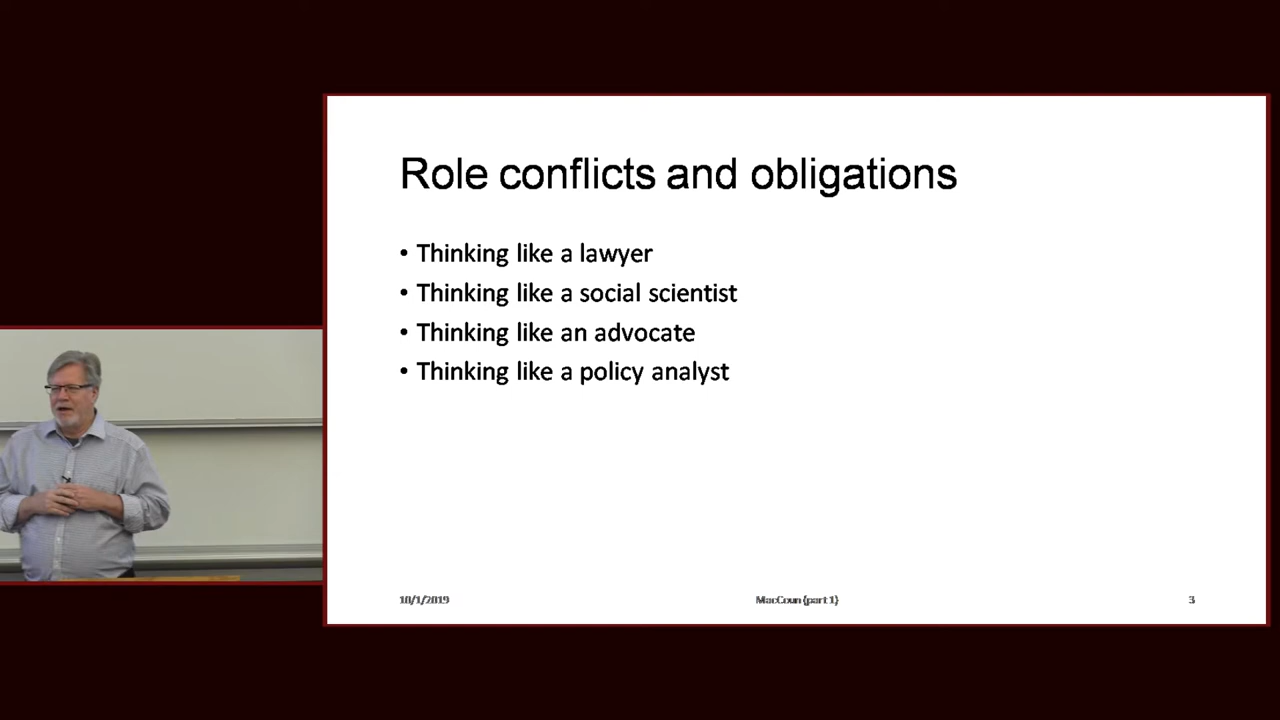 Role conflicts and obligations
• Thinking like a lawyer
• Thinking like a social scientist
• Thinking like an advocate
• Thinking like a policy analyst
10/1/2019
MacCoun (part 1)
3